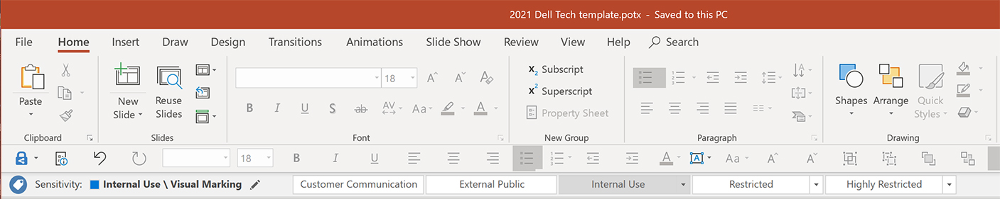 2021 Dell Tech template.potx - Saved to this PC
File Home Insert Draw Design Transitions Animations Slide Show Review View Help Search
Paste
New Slide
Reuse Slides
18
A A A
B I U S ab AV Aa A
X2 Subscript
X2 Superscript
Property Sheet
Shapes
Arrange
Quick Styles
Clipboard Slides Font New Group Paragraph Drawing
18 B I U A A Aa A A
Sensitivity: Internal Use \ Visual Marking Customer Communication External Public Internal Use Restricted Highly Restricted